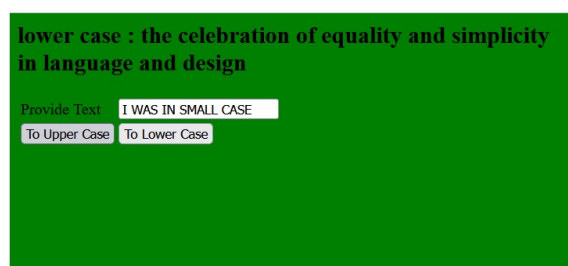 lower case : the celebration of equality and simplicity
in language and design
Provide Text I WAS IN SMALL CASE
To Upper Case To Lower Case